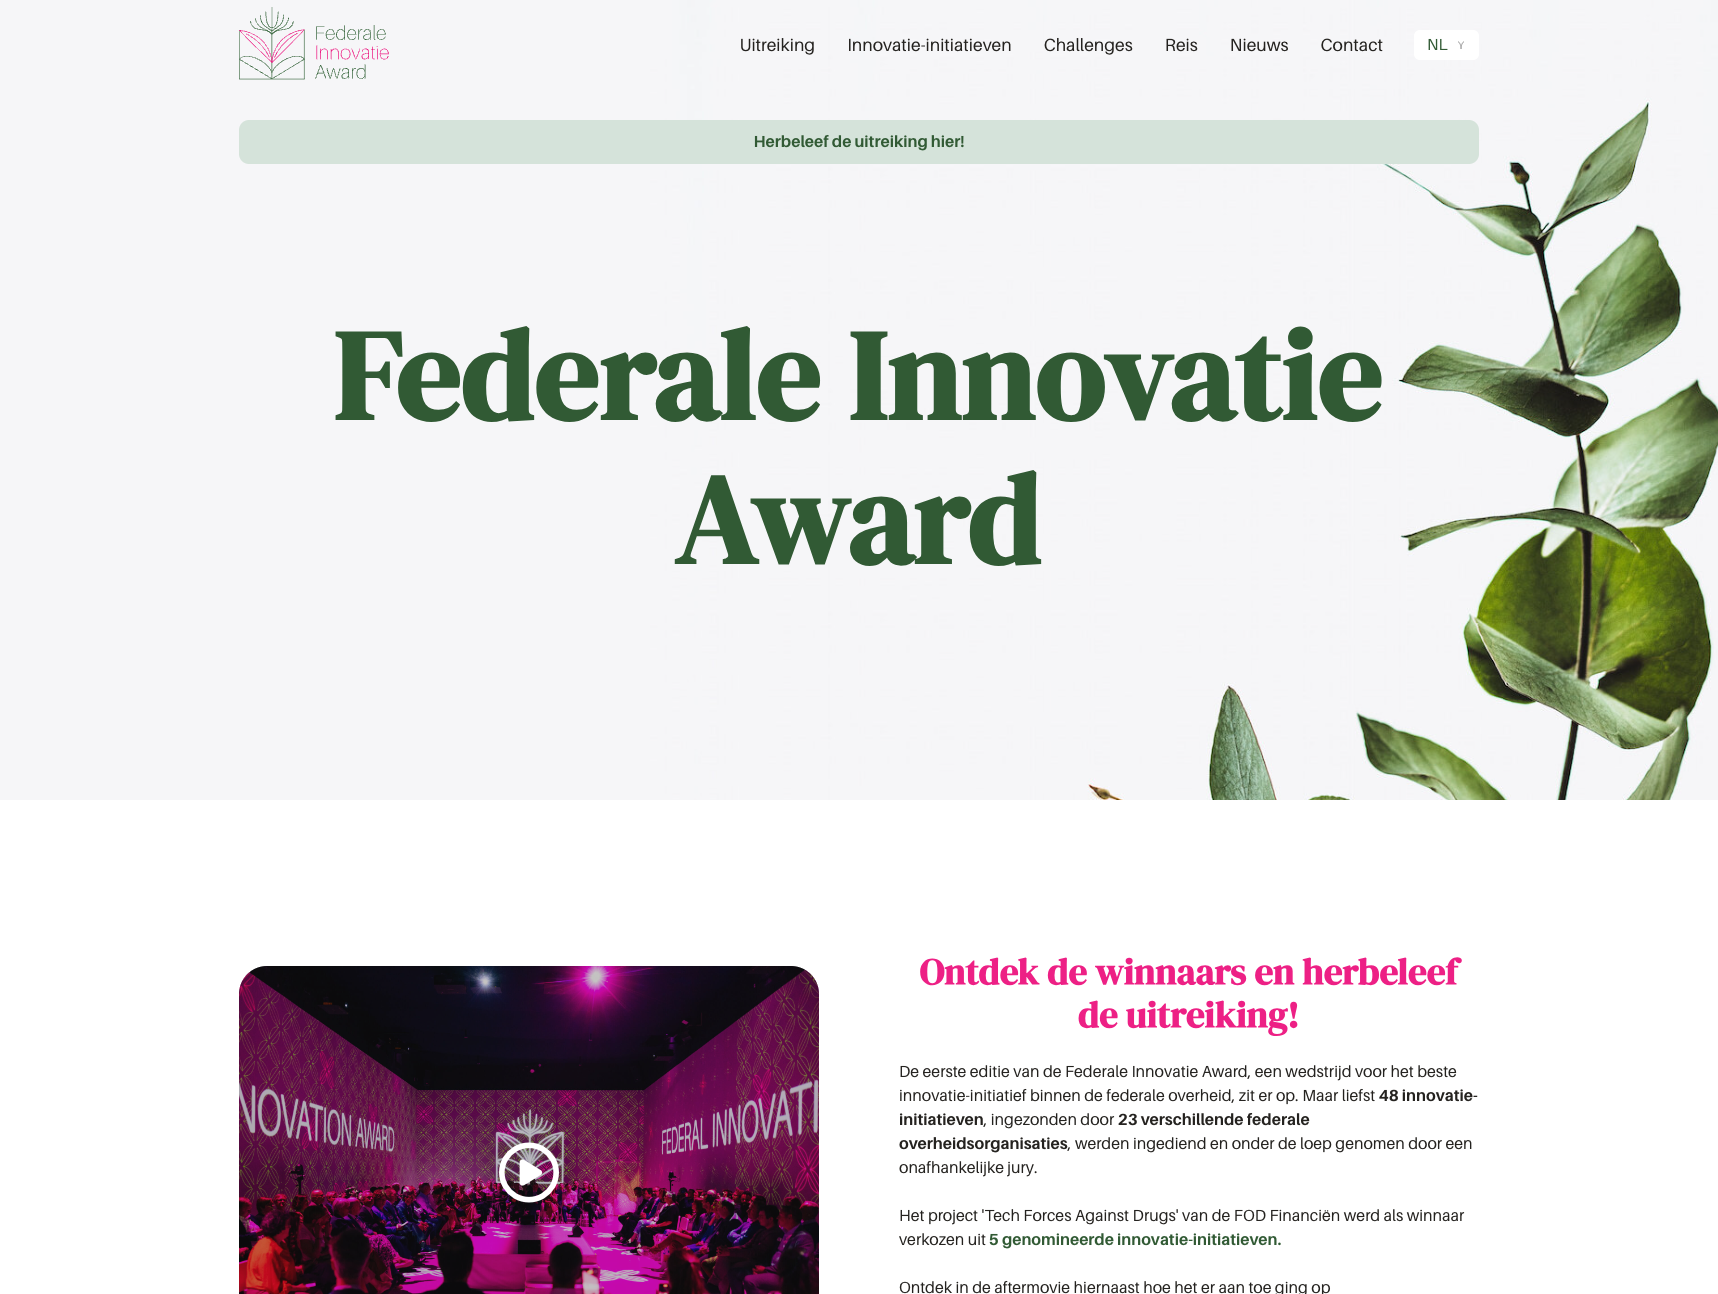 Federale
Innovatie
Award
Uitreiking
Innovatie-initiatieven
Challenges
Reis
Nieuws
Contact
NL
Herbeleef de uitreiking hier!
Federale Innovatie
Award
NOVATION AWARD
FEDERAL INNOVATI
Ontdek de winnaars en herbeleef
de uitreiking!
De eerste editie van de Federale Innovatie Award, een wedstrijd voor het beste
innovatie-initiatief binnen de federale overheid, zit er op. Maar liefst 48 innovatie-
initiatieven, ingezonden door 23 verschillende federale
overheidsorganisaties, werden ingediend en onder de loep genomen door een
onafhankelijke jury.
Het project 'Tech Forces Against Drugs' van de FOD Financiën werd als winnaar
verkozen uit 5 genomineerde innovatie-initiatieven.
Ontdek in de aftermovie hiernaast hoe het er aan toe ging op